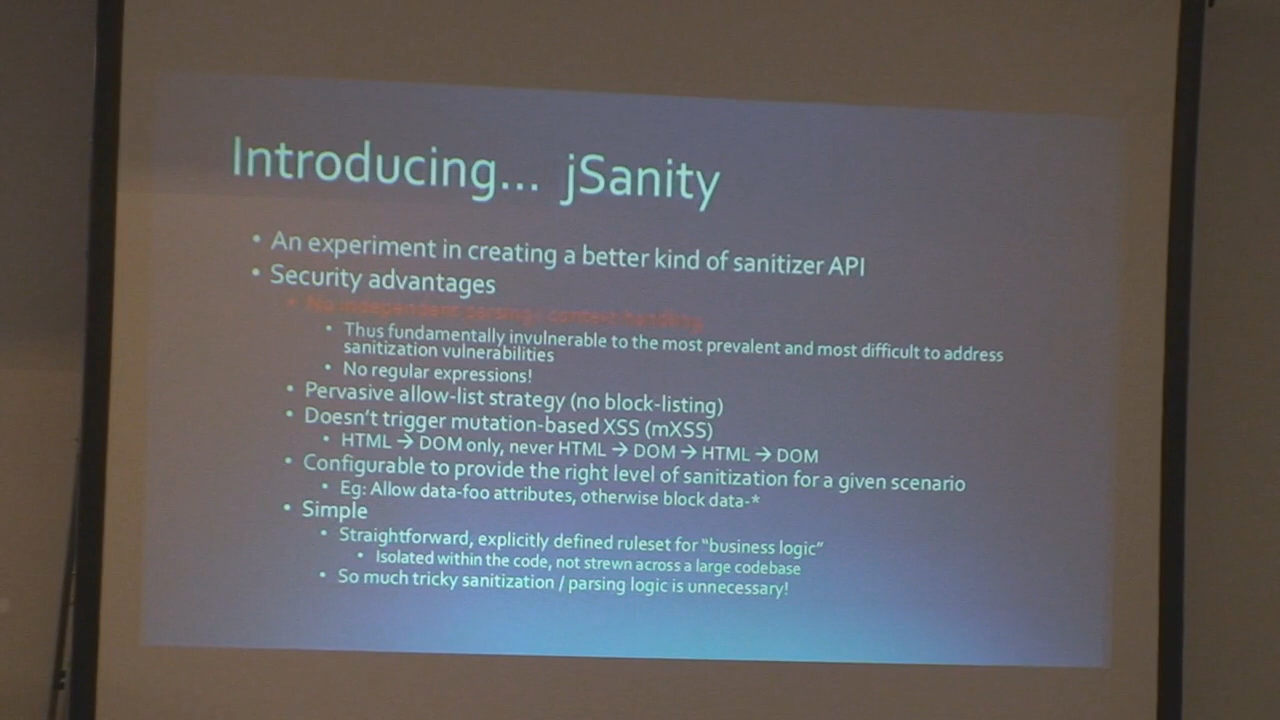 Introducing... jSanity
• An experiment in creating a better kind of sanitizer API
• Security advantages
• No independent parsing / context handling
• Thus fundamentally invulnerable to the most prevalent and most difficult to address
sanitization vulnerabilities
• No regular expressions!
• Pervasive allow-list strategy (no block-listing)
• Doesn't trigger mutation-based XSS (mXSS)
• HTML → DOM only, never HTML → DOM → HTML → DOM
• Configurable to provide the right level of sanitization for a given scenario
• Eg: Allow data-foo attributes, otherwise block data-*
• Simple
• Straightforward, explicitly defined ruleset for "business logic"
• Isolated within the code, not strewn across a large codebase
• So much tricky sanitization / parsing logic is unnecessary!